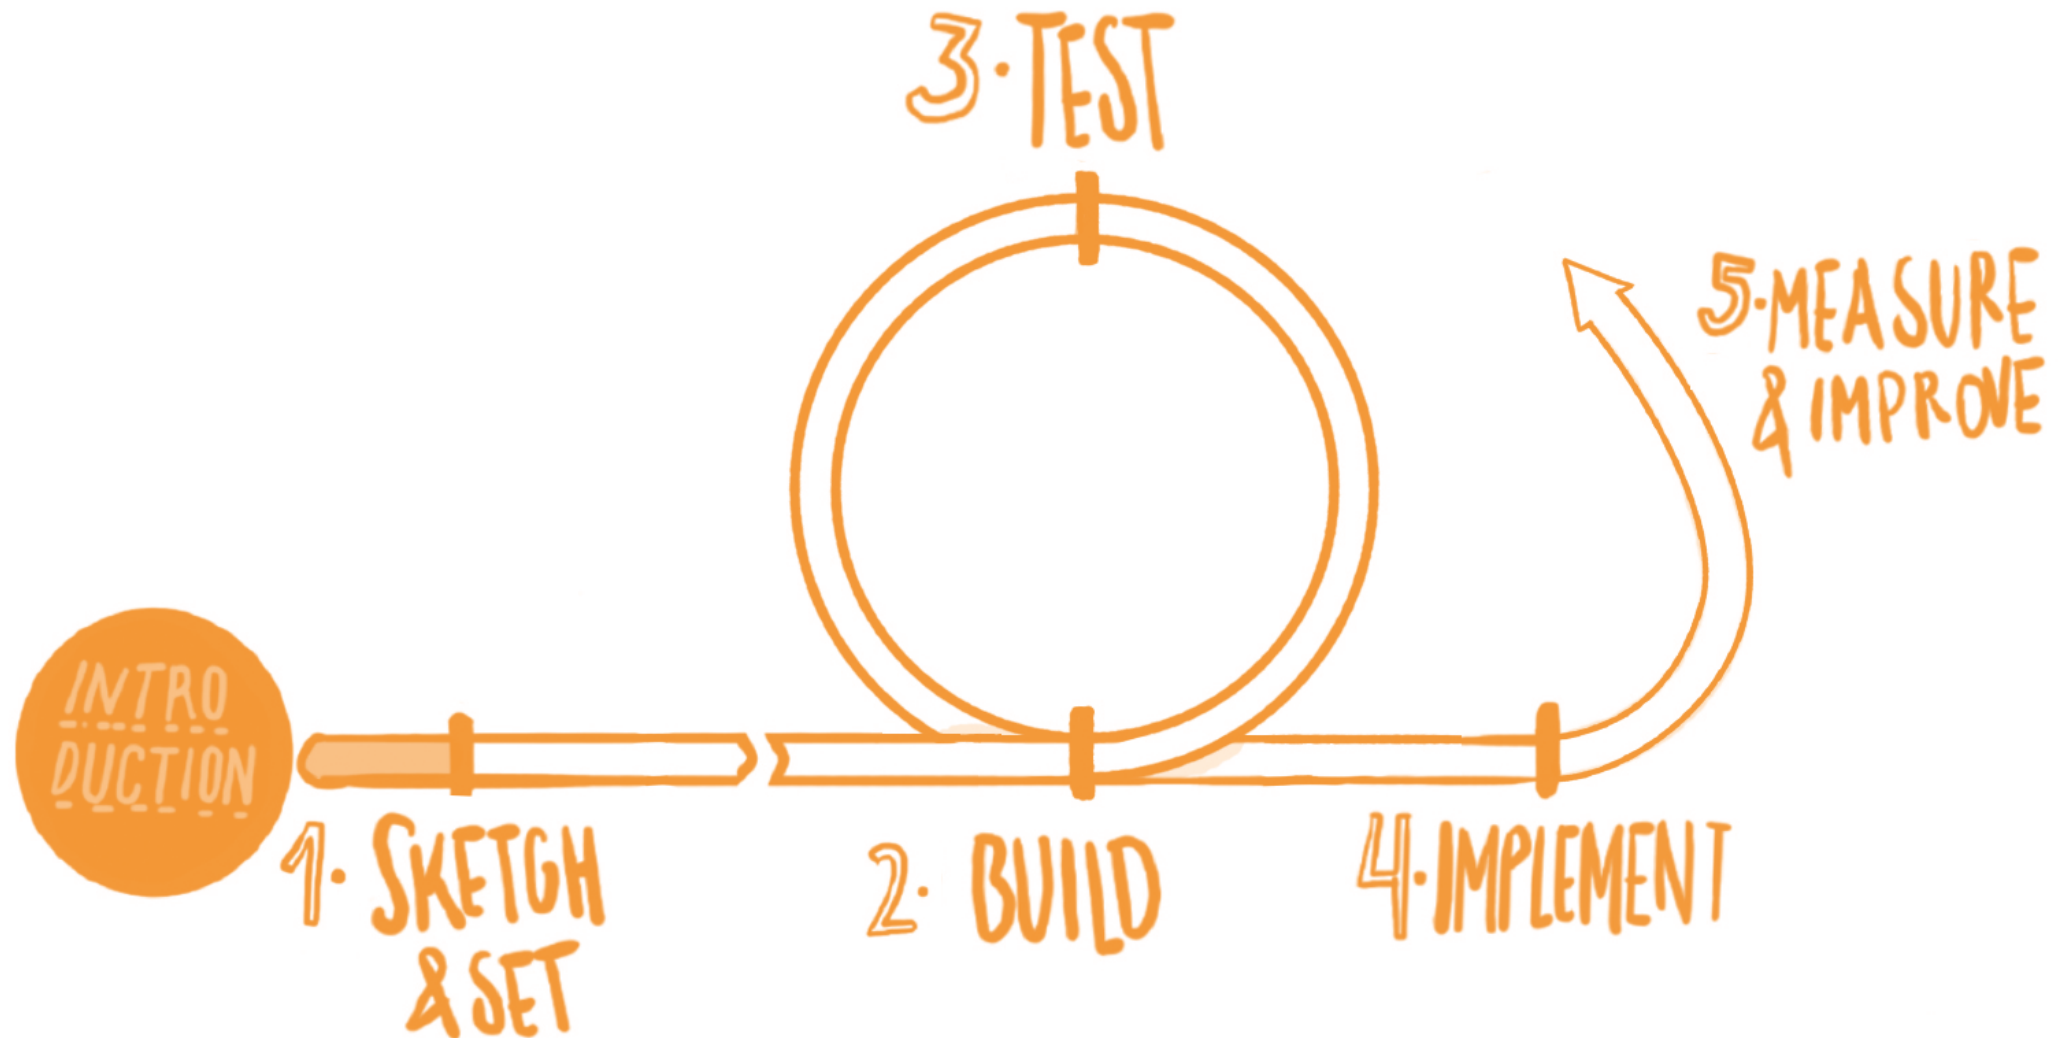 INTRO
DUCTION
1. SKETCH
& SET
2. BUILD
3. TEST
4. IMPLEMENT
5. MEASURE
& IMPROVE